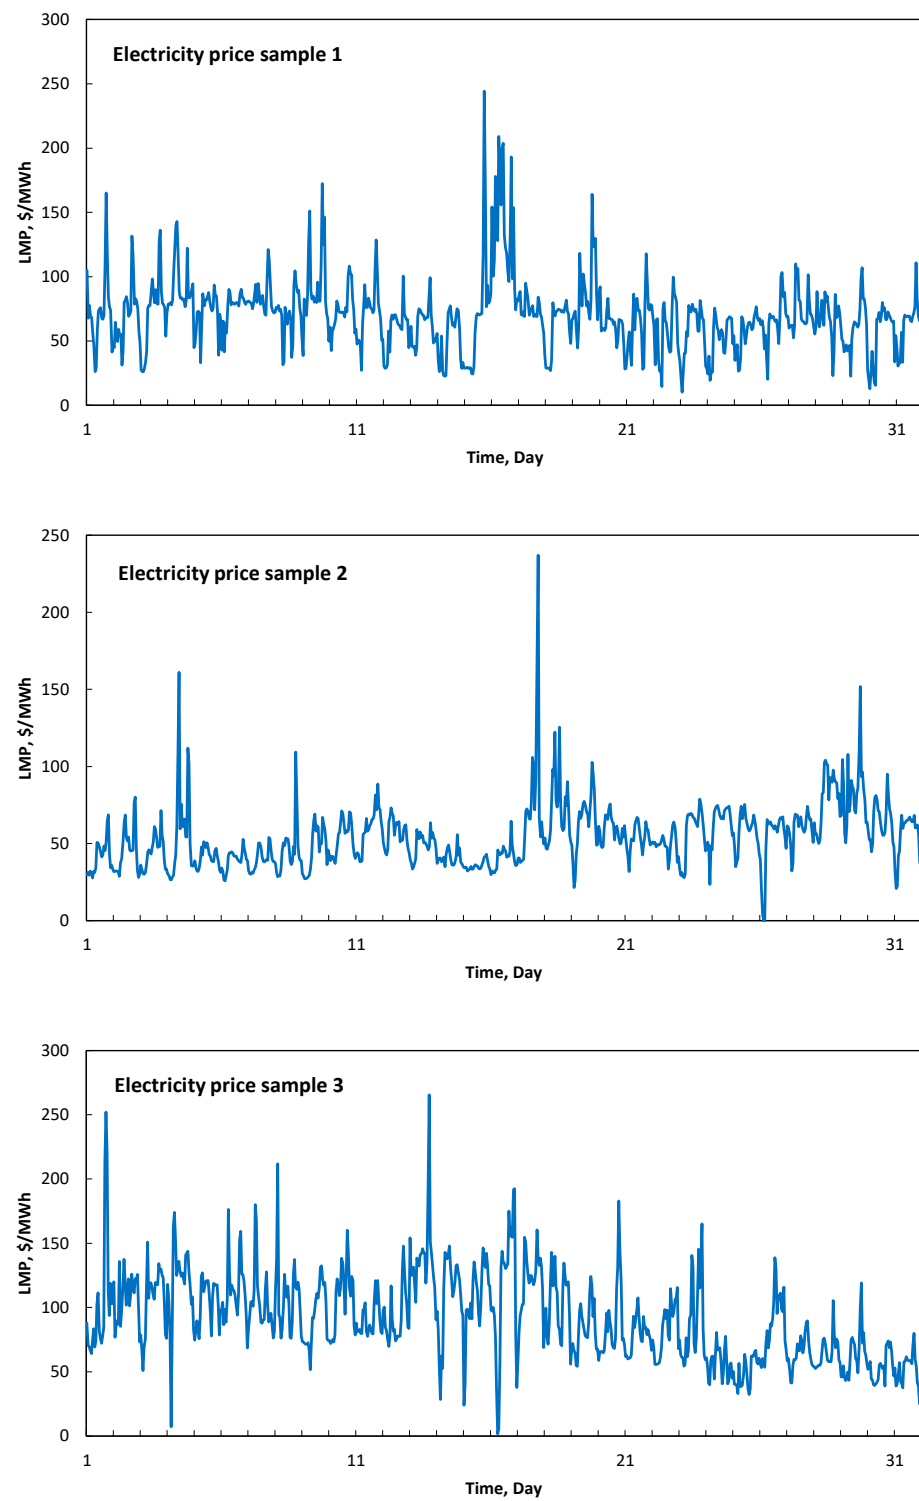 300
Electricity price sample 1
250
200
150
100
50
0
LMP, $/MWh
1 11 21 31
Time, Day
250
Electricity price sample 2
200
150
100
50
0
LMP, $/MWh
1 11 21 31
Time, Day
300
Electricity price sample 3
250
200
150
100
50
0
LMP, $/MWh
1 11 21 31
Time, Day